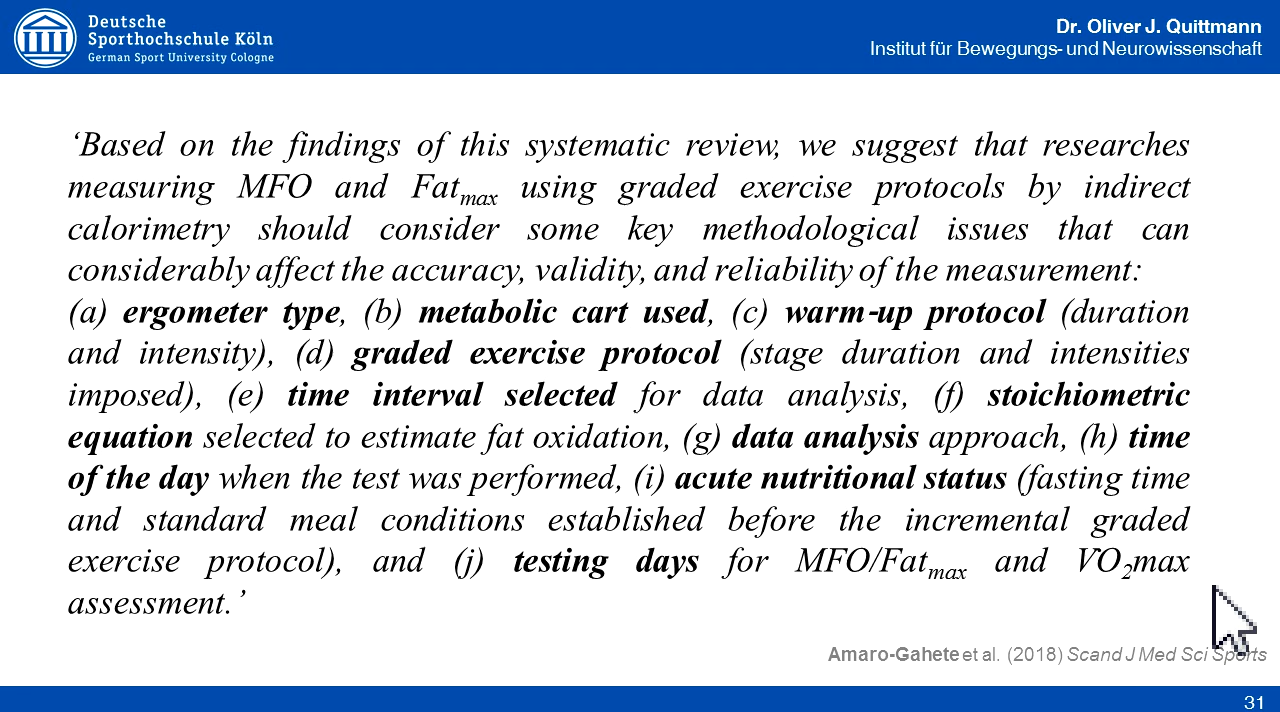 Deutsche
Sporthochschule Köln
German Sport University Cologne
Dr. Oliver J. Quittmann
Institut für Bewegungs- und Neurowissenschaft
‘Based on the findings of this systematic review, we suggest that researches
measuring MFO and Fatmax using graded exercise protocols by indirect
calorimetry should consider some key methodological issues that can
considerably affect the accuracy, validity, and reliability of the measurement:
(a) ergometer type, (b) metabolic cart used, (c) warm-up protocol (duration
and intensity), (d) graded exercise protocol (stage duration and intensities
imposed), (e) time interval selected for data analysis, (f) stoichiometric
equation selected to estimate fat oxidation, (g) data analysis approach, (h) time
of the day when the test was performed, (i) acute nutritional status (fasting time
and standard meal conditions established before the incremental graded
exercise protocol), and (j) testing days for MFO/Fatmax and V̇O2max
assessment.’
Amaro-Gahete et al. (2018) Scand J Med Sci Sports
31